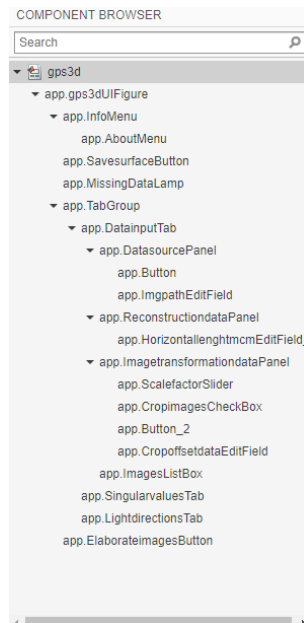 COMPONENT BROWSER
Search
gps3d
app.gps3dUIFigure
app.InfoMenu
app.AboutMenu
app.SavesurfaceButton
app.MissingDataLamp
app.TabGroup
app.DatainputTab
app.DatasourcePanel
app.Button
app.ImgpathEditField
app.ReconstructiondataPanel
app.HorizontallenghtmcmEditField_
app.ImagetransformationdataPanel
app.ScalefactorSlider
app.CropimagesCheckBox
app.Button_2
app.CropoffsetdataEditField
app.ImagesListBox
app.SingularvaluesTab
app.LightdirectionsTab
app.ElaborateimagesButton